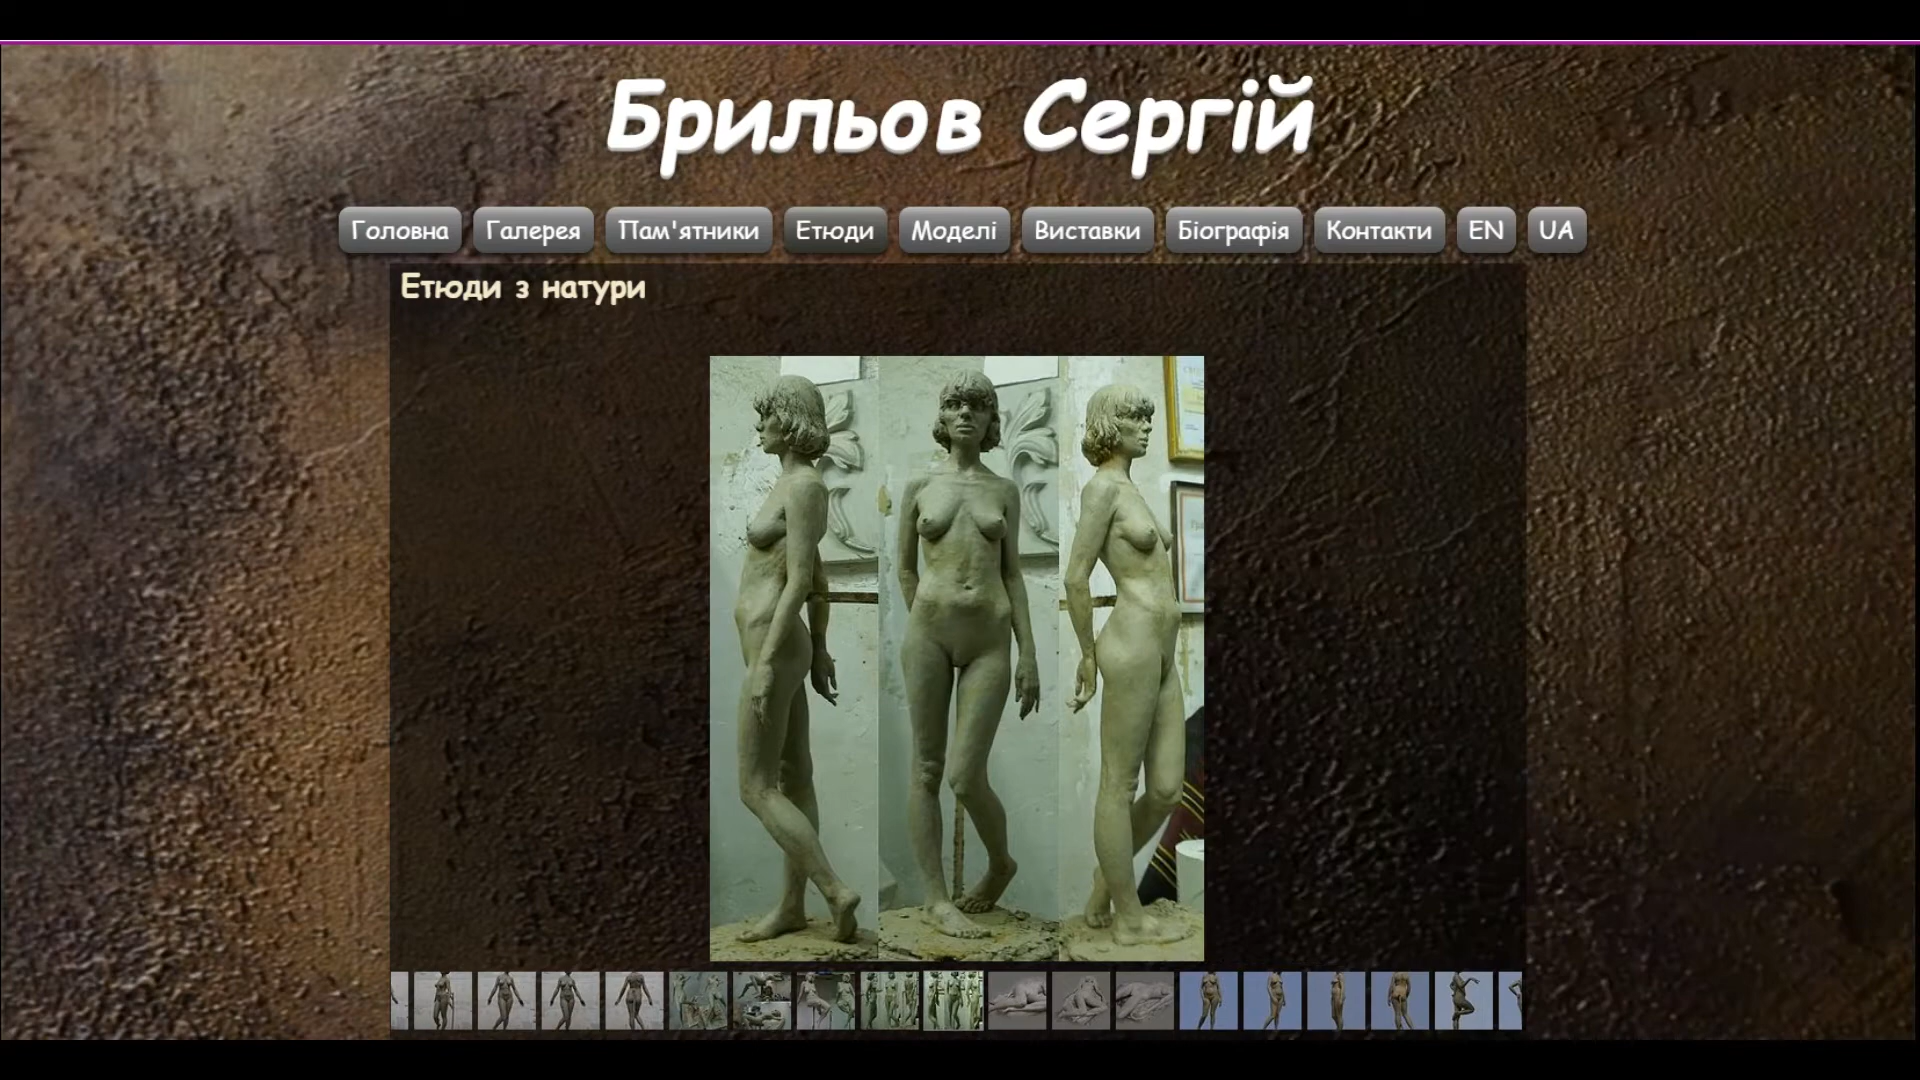 Брильов Сергій
Головна Галерея Пам'ятники Етюди Моделі Виставки Біографія Контакти EN UA
Етюди з натури